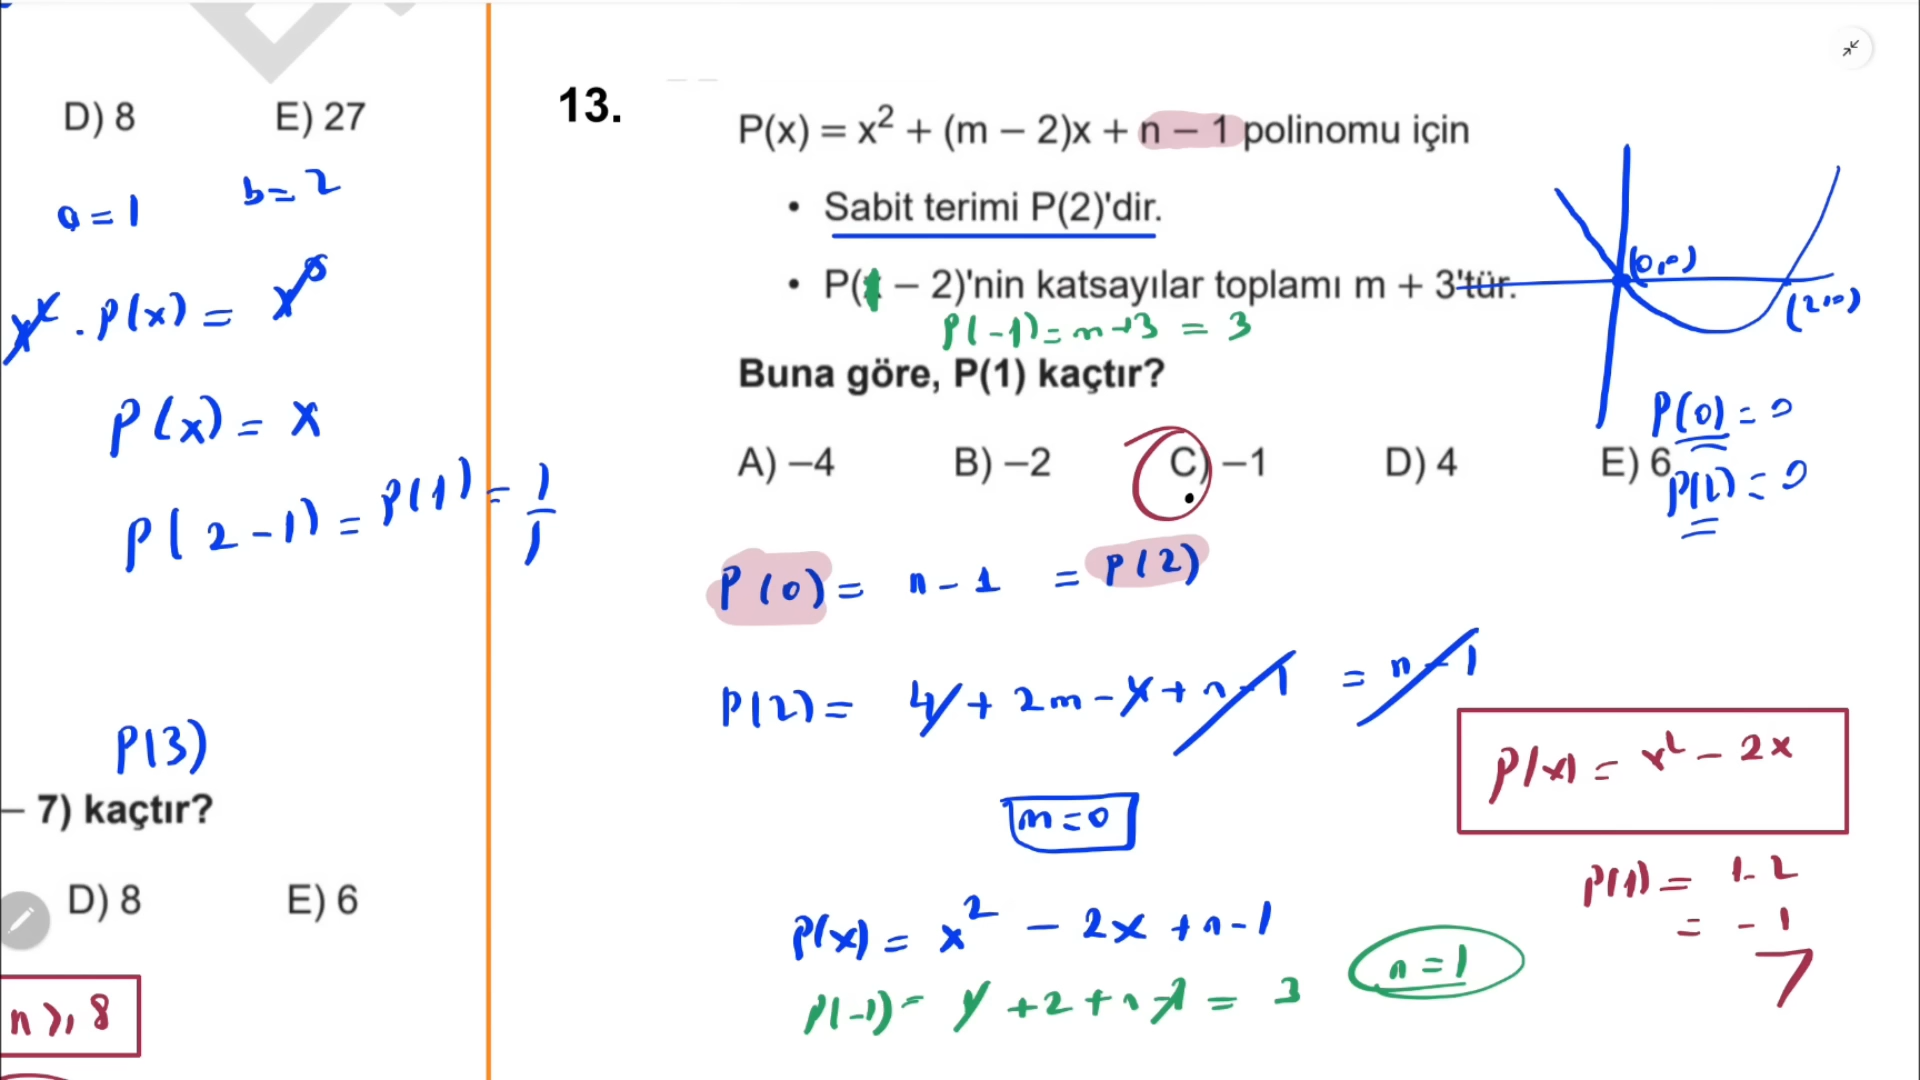 D) 8 E) 27
a = 1 b = 2
x² . P(x) =
P(x) = x
P(2-1) = P(1) = 1/1
P(3)
– 7) kaçtır?
D) 8 E) 6
n ⩾ 8
13.
P(x) = x² + (m – 2)x + n – 1 polinomu için
• Sabit terimi P(2)'dir.
• P( – 2)'nin katsayılar toplamı m + 3'tür.
P(-1) = m+3 = 3
Buna göre, P(1) kaçtır?
A) –4 B) –2 C) –1 D) 4 E) 6
P(0) = n - 1 = P(2)
P(2) = 4 + 2m - 4 + n - 1 = n - 1
m = 0
P(x) = x² - 2x + n - 1
P(-1) = 1 + 2 + n - 1 = 3
n = 1
(0,0)
(2,0)
P(0) = 0
P(2) = 0
P(x) = x² - 2x
P(1) = 1 - 2
= - 1